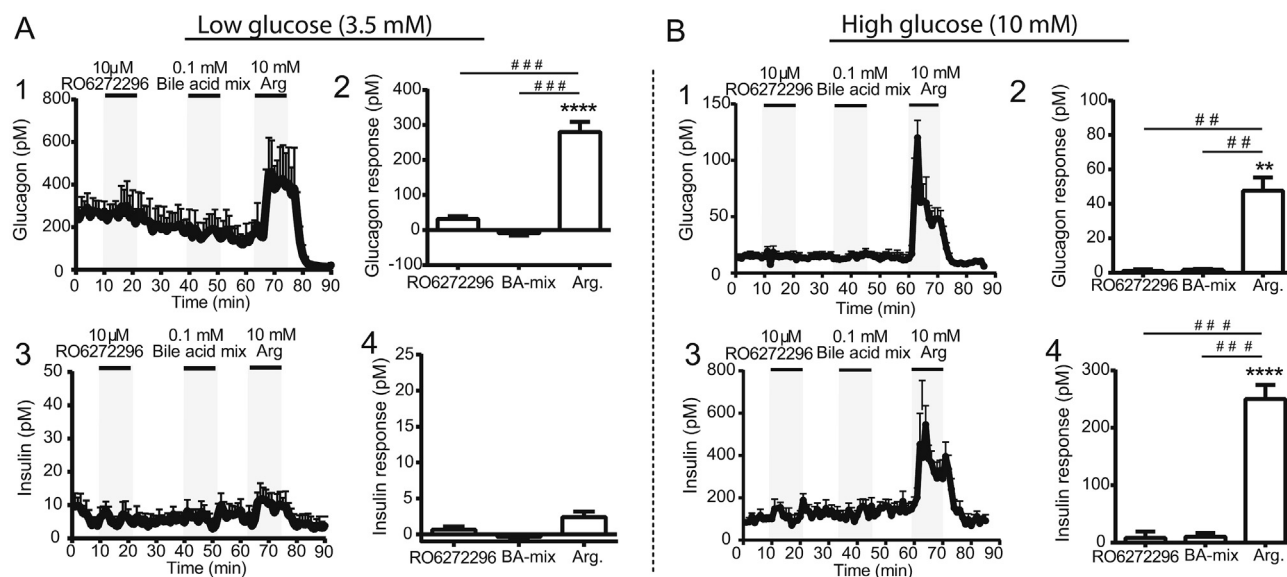 A
Low glucose (3.5 mM)
1
10µM
RO6272296
0.1 mM
Bile acid mix
10 mM
Arg
Glucagon (pM)
800
600
400
200
0
0 10 20 30 40 50 60 70 80 90
Time (min)
2
Glucagon response (pM)
400
300
200
100
0
-100
# # #
# # #
****
RO6272296 BA-mix Arg.
3
10µM
RO6272296
0.1 mM
Bile acid mix
10 mM
Arg
Insulin (pM)
50
40
30
20
10
0
0 10 20 30 40 50 60 70 80 90
Time (min)
4
Insulin response (pM)
25
20
15
10
5
0
RO6272296 BA-mix Arg.
B
High glucose (10 mM)
1
10µM
RO6272296
0.1 mM
Bile acid mix
10 mM
Arg
Glucagon (pM)
150
100
50
0
0 10 20 30 40 50 60 70 80 90
Time (min)
2
Glucagon response (pM)
100
80
60
40
20
0
# #
# #
**
RO6272296 BA-mix Arg.
3
10µM
RO6272296
0.1 mM
Bile acid mix
10 mM
Arg
Insulin (pM)
800
600
400
200
0
0 10 20 30 40 50 60 70 80 90
Time (min)
4
Insulin response (pM)
300
200
100
0
# # #
# # #
****
RO6272296 BA-mix Arg.